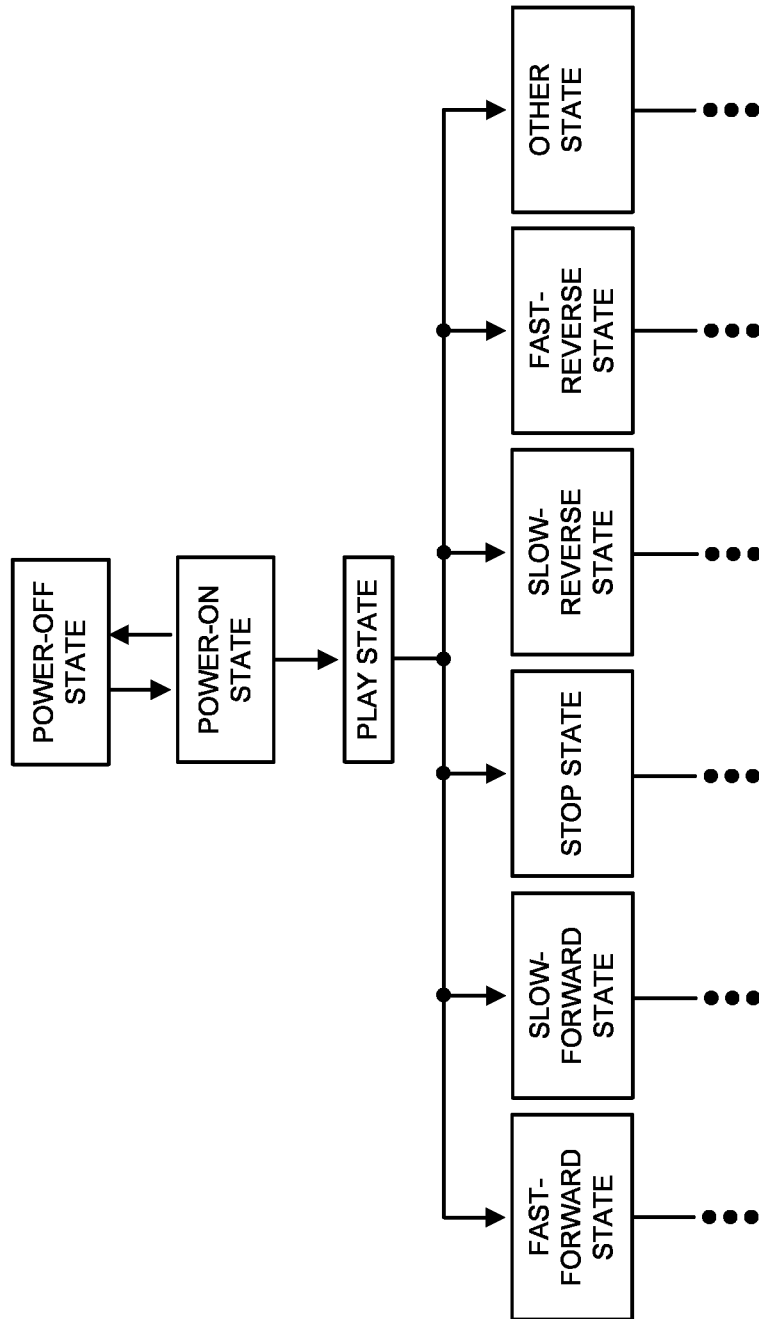 POWER-OFF
STATE
POWER-ON
STATE
PLAY STATE
FAST-
FORWARD
STATE
SLOW-
FORWARD
STATE
STOP STATE
SLOW-
REVERSE
STATE
FAST-
REVERSE
STATE
OTHER
STATE